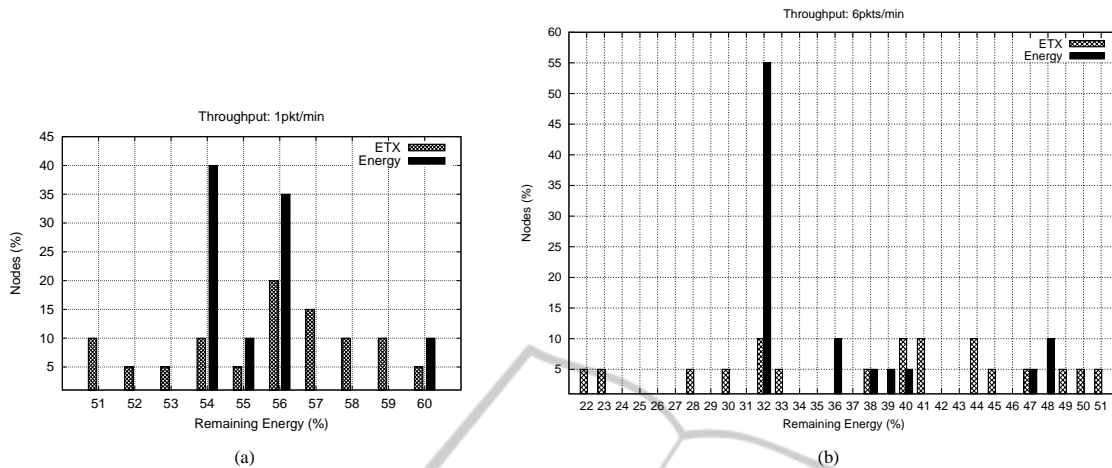 Throughput: 1pkt/min
45
40
35
30
25
20
15
10
5
Nodes (%)
ETX
Energy
51 52 53 54 55 56 57 58 59 60
Remaining Energy (%)
(a)
Throughput: 6pkts/min
60
55
50
45
40
35
30
25
20
15
10
5
Nodes (%)
ETX
Energy
22 23 24 25 26 27 28 29 30 31 32 33 34 35 36 37 38 39 40 41 42 43 44 45 46 47 48 49 50 51
Remaining Energy (%)
(b)